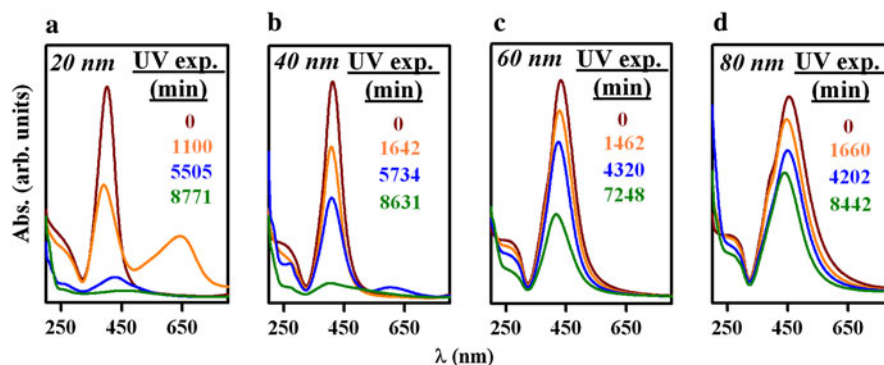 a
20 nm UV exp.
(min)
0
1100
5505
8771
b
40 nm UV exp.
(min)
0
1642
5734
8631
c
60 nm UV exp.
(min)
0
1462
4320
7248
d
80 nm UV exp.
(min)
0
1660
4202
8442
Abs. (arb. units)
250 450 650
250 450 650
250 450 650
250 450 650
λ (nm)